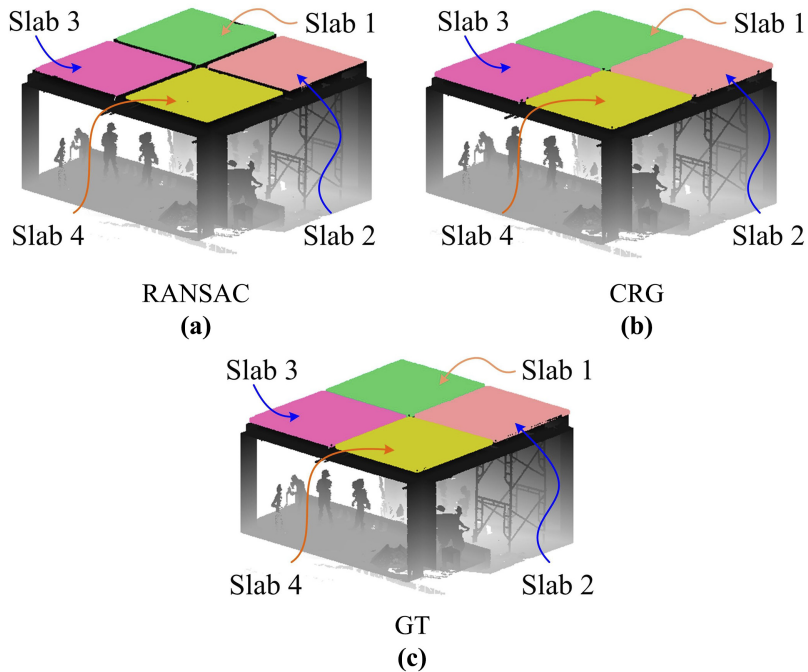 Slab 3
Slab 1
Slab 4
Slab 2
RANSAC
(a)
Slab 3
Slab 1
Slab 4
Slab 2
CRG
(b)
Slab 3
Slab 1
Slab 4
Slab 2
GT
(c)